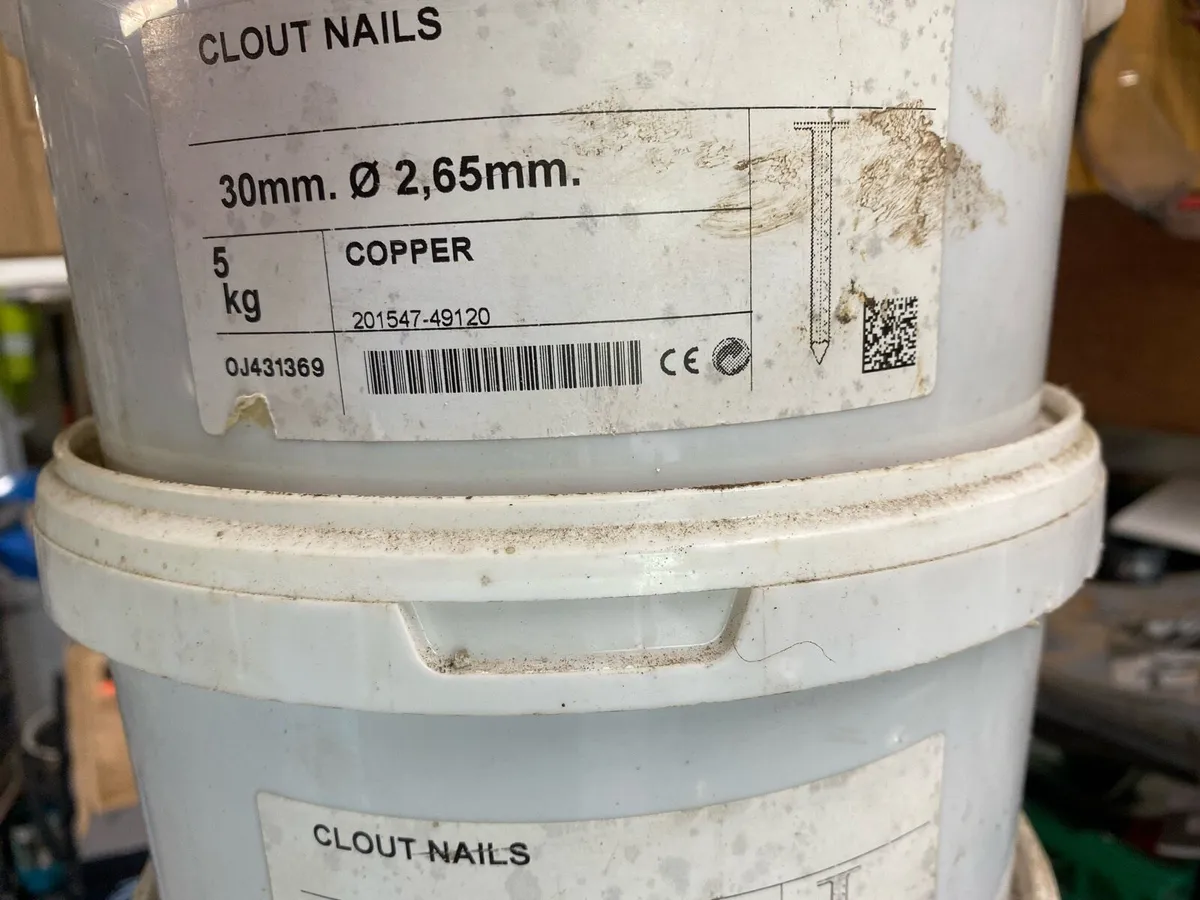 CLOUT NAILS
30mm. Ø 2,65mm.
5
kg
COPPER
201547-49120
OJ431369
CE
CLOUT NAILS